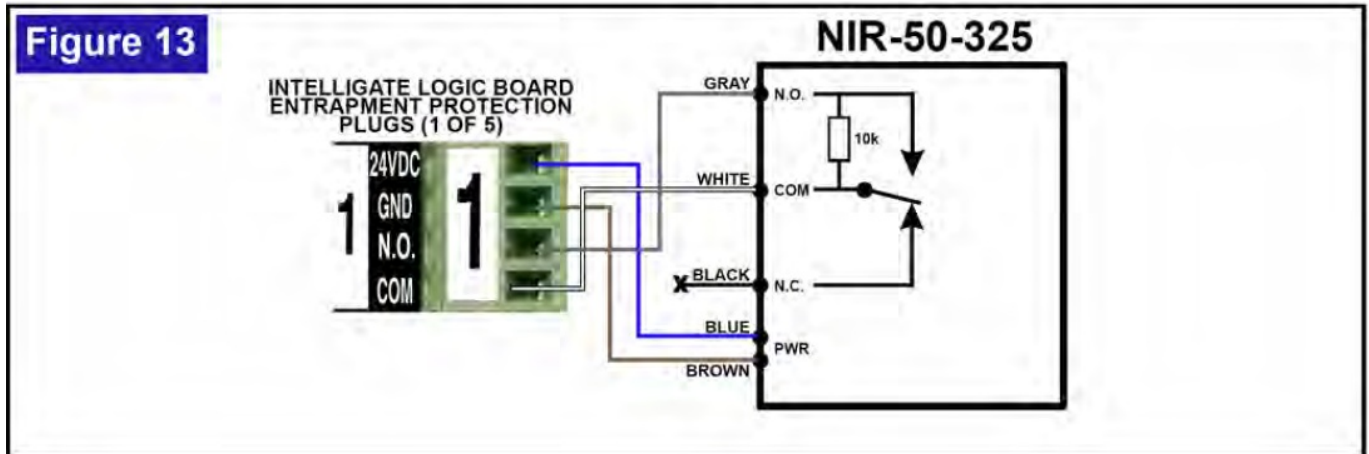 Figure 13
NIR-50-325
INTELLIGATE LOGIC BOARD
ENTRAPMENT PROTECTION
PLUGS (1 OF 5)
1
24VDC
GND
N.O.
COM
1
GRAY
WHITE
BLACK
X
BLUE
BROWN
N.O.
10k
COM
N.C.
PWR